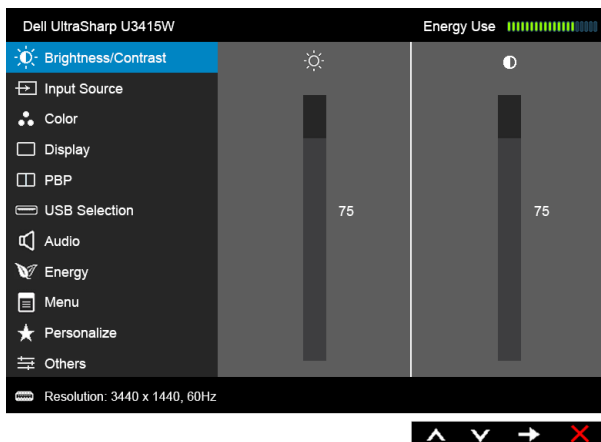 Dell UltraSharp U3415W
Energy Use
Brightness/Contrast
Input Source
Color
Display
PBP
USB Selection
75
75
Audio
Energy
Menu
Personalize
Others
Resolution: 3440 x 1440, 60Hz